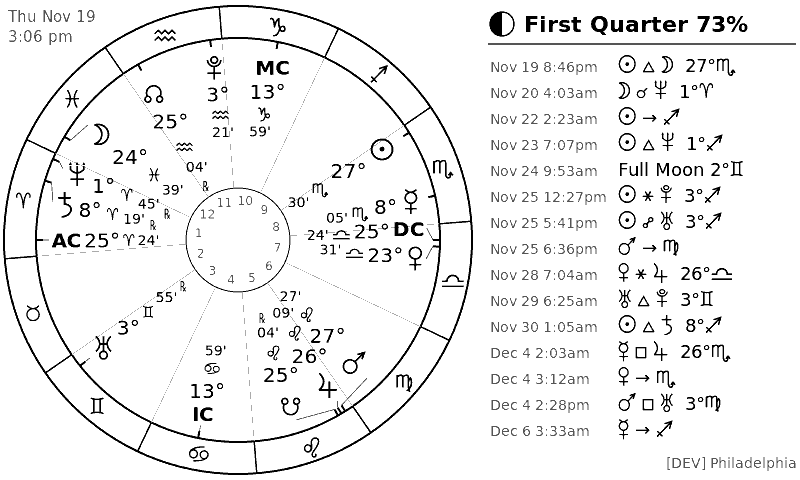 Thu Nov 19
3:06 pm
♒ ♑
♓ ♐
MC
☊ ♇ 13°
25° 3° ♑
♒ ♒ 59'
04' 21'
℞
☽ ☉
24° 27°
♓ ♏
39' 30'
♆ 1° ♈ 45' ℞
♄ 8° ♈ 19' ℞
AC 25° ♈ 24'
05' ♏ 8° ☿
24' ♎ 25° DC
31' ♎ 23° ♀
♈ ♏
♉ ♎
12 11 10 9
1 8
2 7
3 4 5 6
55' ℞
♊
3°
♅
59'
♋
13°
IC
27'
℞ 09' ♌
04' ♌ 27°
♌ 26°
25° ♂
♃
☋
♊ ♋ ♌ ♍
First Quarter 73%
Nov 19 8:46pm ☉ △ ☽ 27°♏
Nov 20 4:03am ☽ ☌ ♆ 1°♈
Nov 22 2:23am ☉ → ♐
Nov 23 7:07pm ☉ △ ♆ 1°♐
Nov 24 9:53am Full Moon 2°♊
Nov 25 12:27pm ☉ ⚹ ♇ 3°♐
Nov 25 5:41pm ☉ ☍ ♅ 3°♐
Nov 25 6:36pm ♂ → ♍
Nov 28 7:04am ♀ ⚹ ♃ 26°♎
Nov 29 6:25am ♅ △ ♇ 3°♊
Nov 30 1:05am ☉ △ ♄ 8°♐
Dec 4 2:03am ☿ □ ♃ 26°♏
Dec 4 3:12am ♀ → ♏
Dec 4 2:28pm ♂ □ ♅ 3°♍
Dec 6 3:33am ☿ → ♐
[DEV] Philadelphia